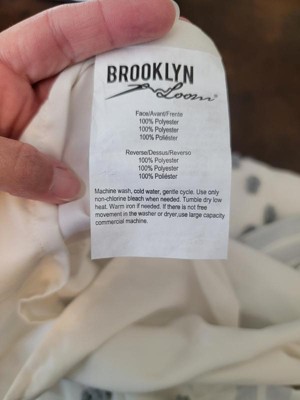 BROOKLYN
Loom®
Face/Avant/Frente
100% Polyester
100% Polyester
100% Poliéster
Reverse/Dessus/Reverso
100% Polyester
100% Polyester
100% Poliéster
Machine wash, cold water, gentle cycle. Use only
non-chlorine bleach when needed. Tumble dry low
heat. Warm iron if needed. If there is not free
movement in the washer or dryer,use large capacity
commercial machine.